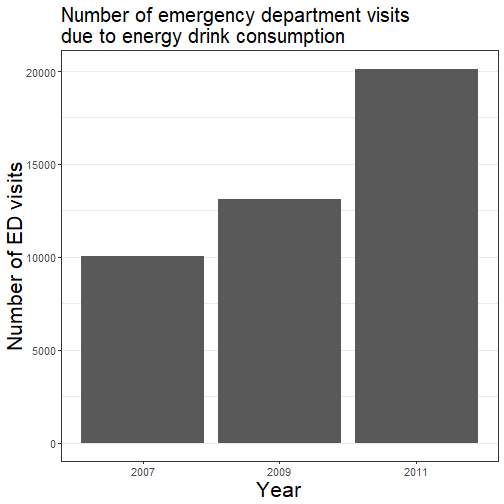 Number of emergency department visits
due to energy drink consumption
Number of ED visits
20000
15000
10000
5000
0
2007
2009
2011
Year